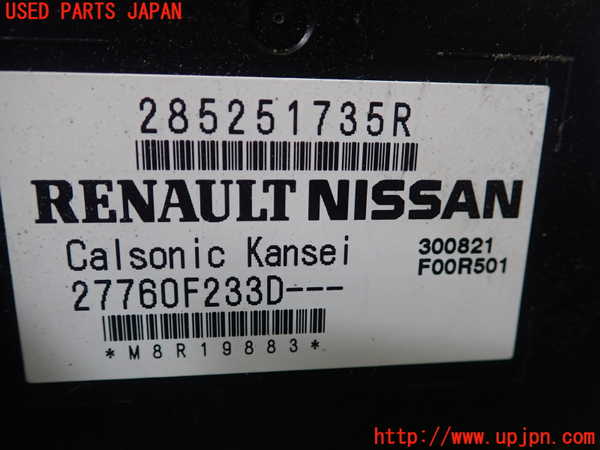 USED PARTS JAPAN
285251735R
RENAULT NISSAN
Calsonic Kansei
300821
F00R501
27760F233D---
*M8R19883*
http://www.upjpn.com/